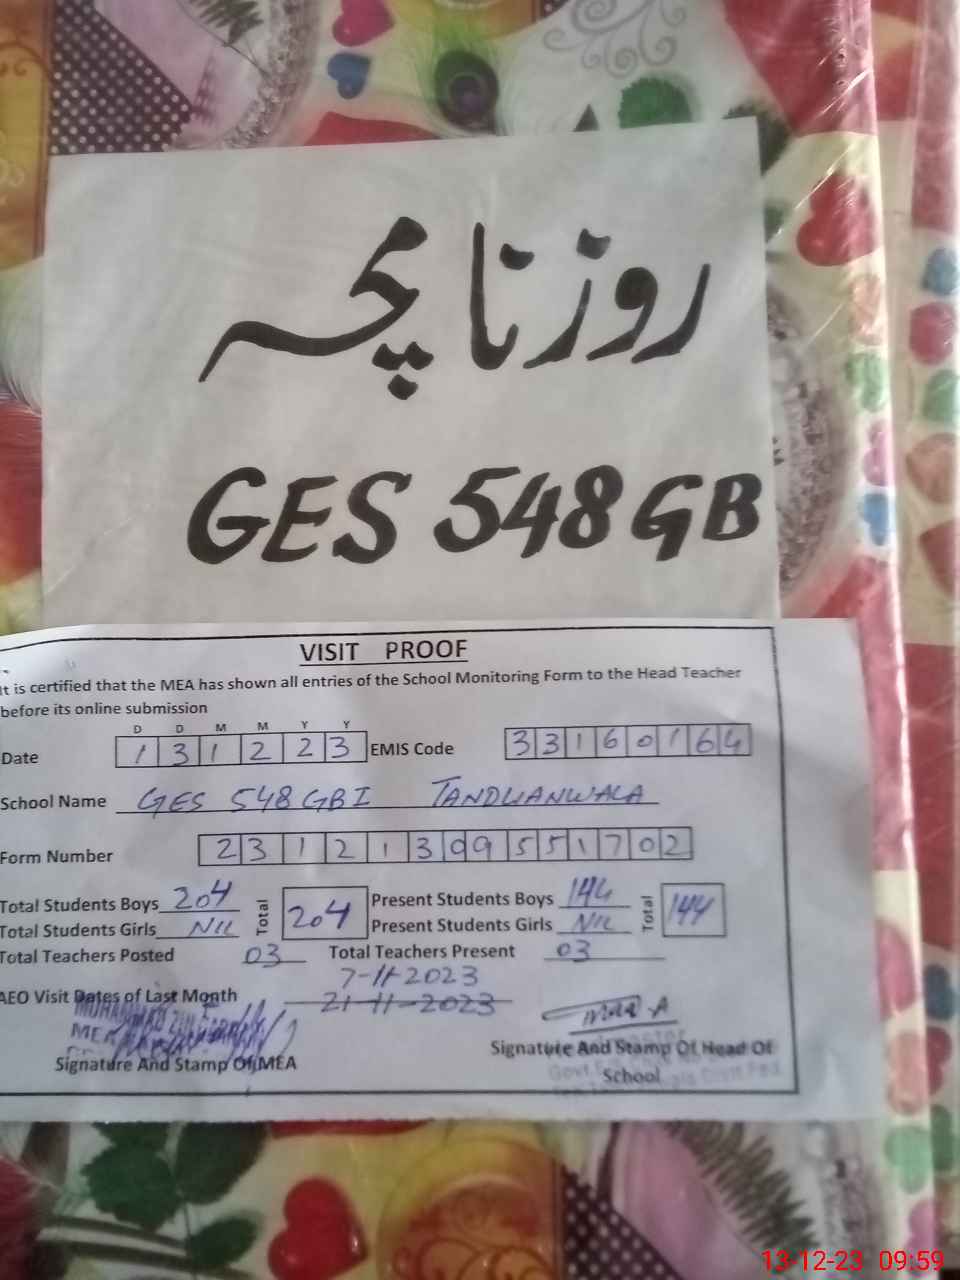 روزنامچہ
GES 548 GB
VISIT PROOF
It is certified that the MEA has shown all entries of the School Monitoring Form to the Head Teacher
before its online submission
D D M M Y Y
Date 1 3 1 2 2 3 EMIS Code 3 3 1 6 0 1 6 4
School Name GES 548 GB I TANDLIANWALA
Form Number 2 3 1 2 1 3 0 9 9 5 5 1 7 0 2
Total Students Boys 204 Total 204 Present Students Boys 144 Total 144
Total Students Girls NIL Present Students Girls NIL
Total Teachers Posted 03 Total Teachers Present 03
7-11-2023
AEO Visit Dates of Last Month 21-11-2023
MUHAMMAD
MEA
Signature And Stamp Of MEA
Signature And Stamp Of Head Of
School
13-12-23 09:59